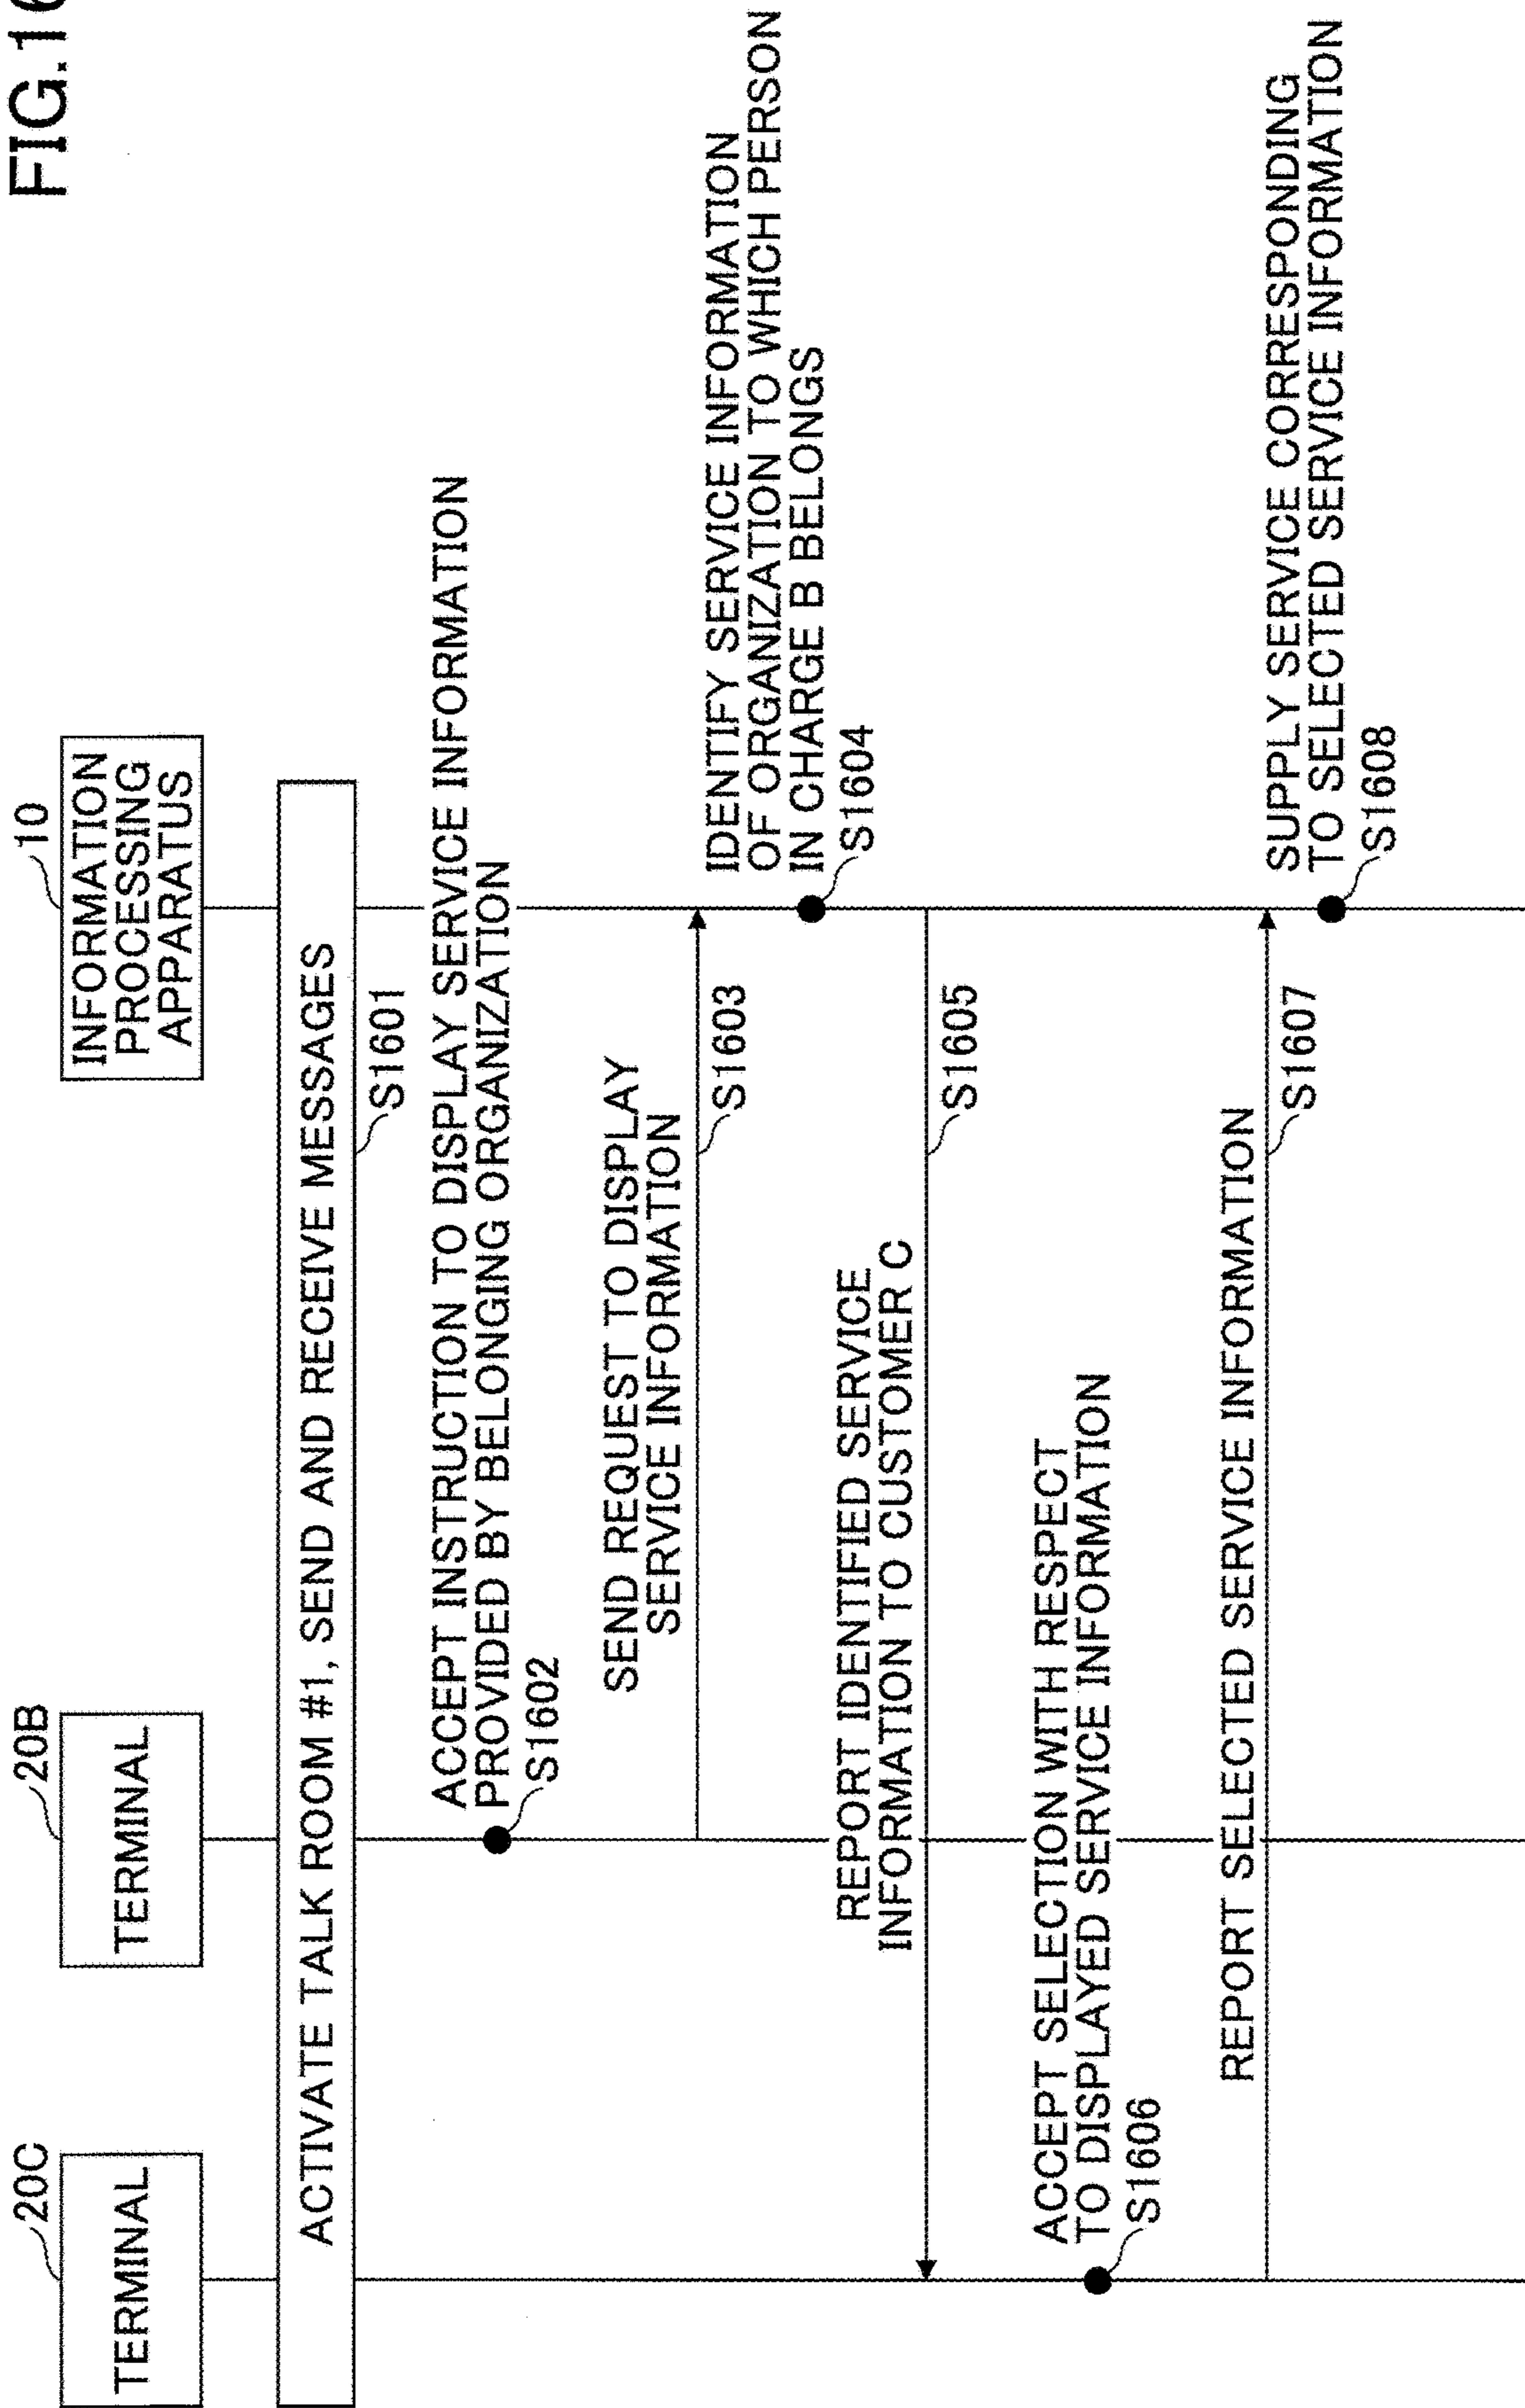 FIG.16
20C
TERMINAL
20B
TERMINAL
10
INFORMATION
PROCESSING
APPARATUS
ACTIVATE TALK ROOM #1, SEND AND RECEIVE MESSAGES
S1601
ACCEPT INSTRUCTION TO DISPLAY SERVICE INFORMATION
PROVIDED BY BELONGING ORGANIZATION
S1602
SEND REQUEST TO DISPLAY
SERVICE INFORMATION
S1603
IDENTIFY SERVICE INFORMATION
OF ORGANIZATION TO WHICH PERSON
IN CHARGE B BELONGS
S1604
REPORT IDENTIFIED SERVICE
INFORMATION TO CUSTOMER C
S1605
ACCEPT SELECTION WITH RESPECT
TO DISPLAYED SERVICE INFORMATION
S1606
REPORT SELECTED SERVICE INFORMATION
S1607
SUPPLY SERVICE CORRESPONDING
TO SELECTED SERVICE INFORMATION
S1608